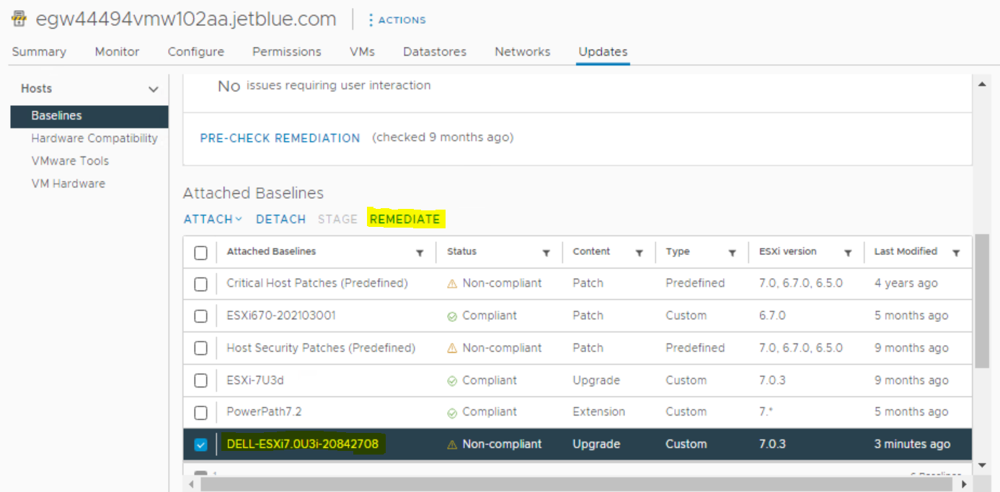 egw44494vmw102aa.jetblue.com ACTIONS
Summary Monitor Configure Permissions VMs Datastores Networks Updates
Hosts
Baselines
Hardware Compatibility
VMware Tools
VM Hardware
No issues requiring user interaction
PRE-CHECK REMEDIATION (checked 9 months ago)
Attached Baselines
ATTACH DETACH STAGE REMEDIATE
Attached Baselines Status Content Type ESXi version Last Modified
Critical Host Patches (Predefined) Non-compliant Patch Predefined 7.0, 6.7.0, 6.5.0 4 years ago
ESXi670-202103001 Compliant Patch Custom 6.7.0 5 months ago
Host Security Patches (Predefined) Non-compliant Patch Predefined 7.0, 6.7.0, 6.5.0 9 months ago
ESXi-7U3d Compliant Upgrade Custom 7.0.3 9 months ago
PowerPath7.2 Compliant Extension Custom 7.* 5 months ago
DELL-ESXi7.0U3i-20842708 Non-compliant Upgrade Custom 7.0.3 3 minutes ago